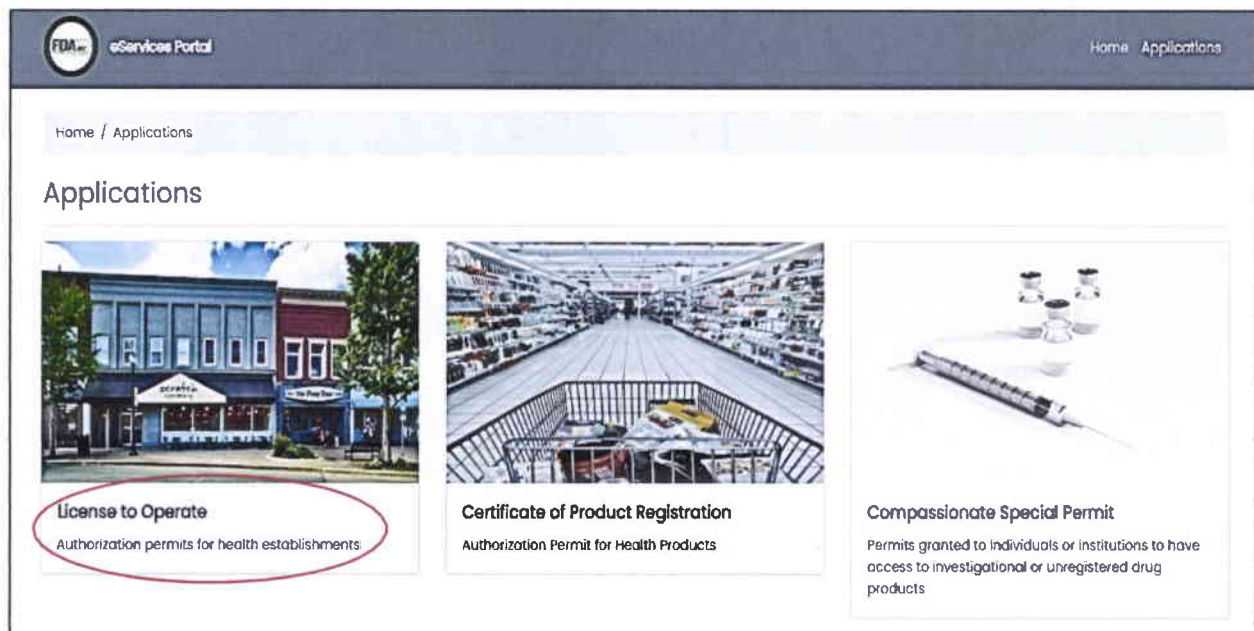 FDA
eServices Portal
Home Applications
Home / Applications
Applications
License to Operate
Authorization permits for health establishments
Certificate of Product Registration
Authorization Permit for Health Products
Compassionate Special Permit
Permits granted to individuals or institutions to have
access to investigational or unregistered drug
products